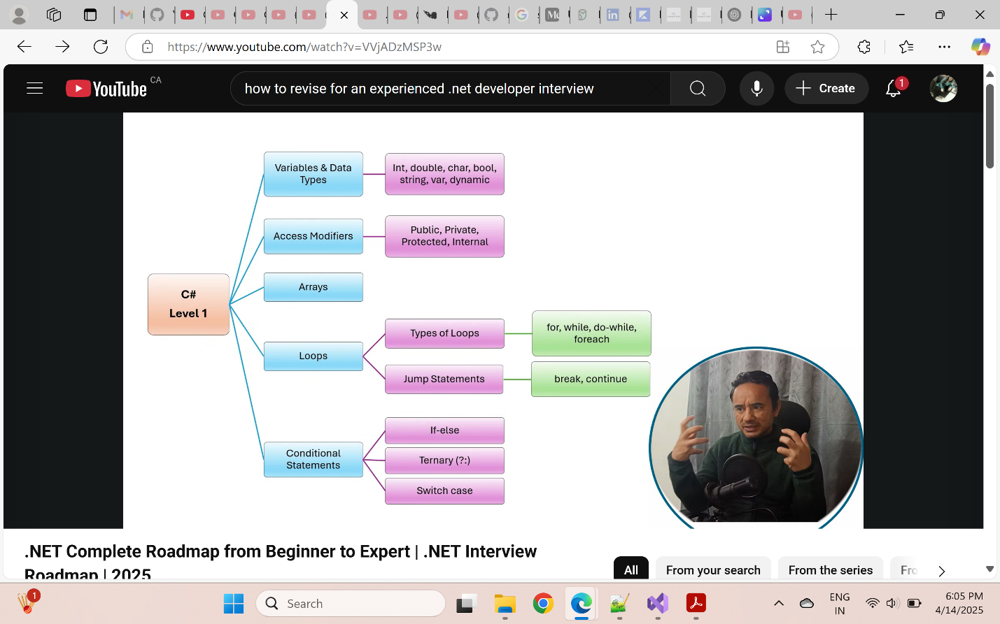 https://www.youtube.com/watch?v=VVjADzMSP3w
YouTube CA
how to revise for an experienced .net developer interview
Create
1
Variables & Data
Types
Int, double, char, bool,
string, var, dynamic
Access Modifiers
Public, Private,
Protected, Internal
Arrays
C#
Level 1
Loops
Types of Loops
for, while, do-while,
foreach
Jump Statements
break, continue
Conditional
Statements
If-else
Ternary (?:)
Switch case
.NET Complete Roadmap from Beginner to Expert | .NET Interview
Roadmap | 2025
All
From your search
From the series
Fro
1
Search
ENG
IN
6:05 PM
4/14/2025